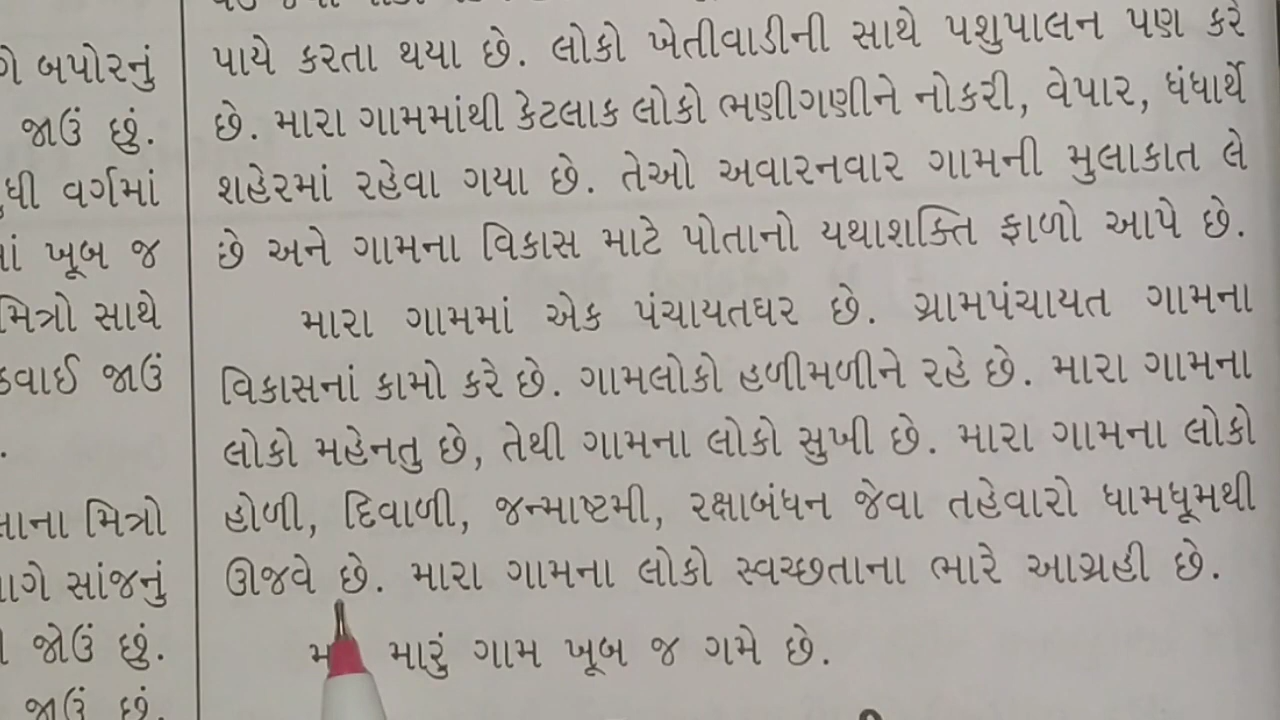 ગે બપોરનું
જાઉં છું.
ધી વર્ગમાં
માં ખૂબ જ
મિત્રો સાથે
જાઉં
.
મિત્રો
સાંજનું
જોઉં છું.
જાઉં છું.
પાયે કરતા થયા છે. લોકો ખેતીવાડીની સાથે પશુપાલન પણ કરે
છે. મારા ગામમાંથી કેટલાક લોકો ભણીગણીને નોકરી, વેપાર, ધંધાર્થે
શહેરમાં રહેવા ગયા છે. તેઓ અવારનવાર ગામની મુલાકાત લે
છે અને ગામના વિકાસ માટે પોતાનો યથાશક્તિ ફાળો આપે છે.
મારા ગામમાં એક પંચાયતઘર છે. ગ્રામપંચાયત ગામના
વિકાસનાં કામો કરે છે. ગામલોકો હળીમળીને રહે છે. મારા ગામના
લોકો મહેનતુ છે, તેથી ગામના લોકો સુખી છે. મારા ગામના લોકો
હોળી, દિવાળી, જન્માષ્ટમી, રક્ષાબંધન જેવા તહેવારો ધામધૂમથી
ઊજવે છે. મારા ગામના લોકો સ્વચ્છતાના ભારે આગ્રહી છે.
મારું ગામ ખૂબ જ ગમે છે.